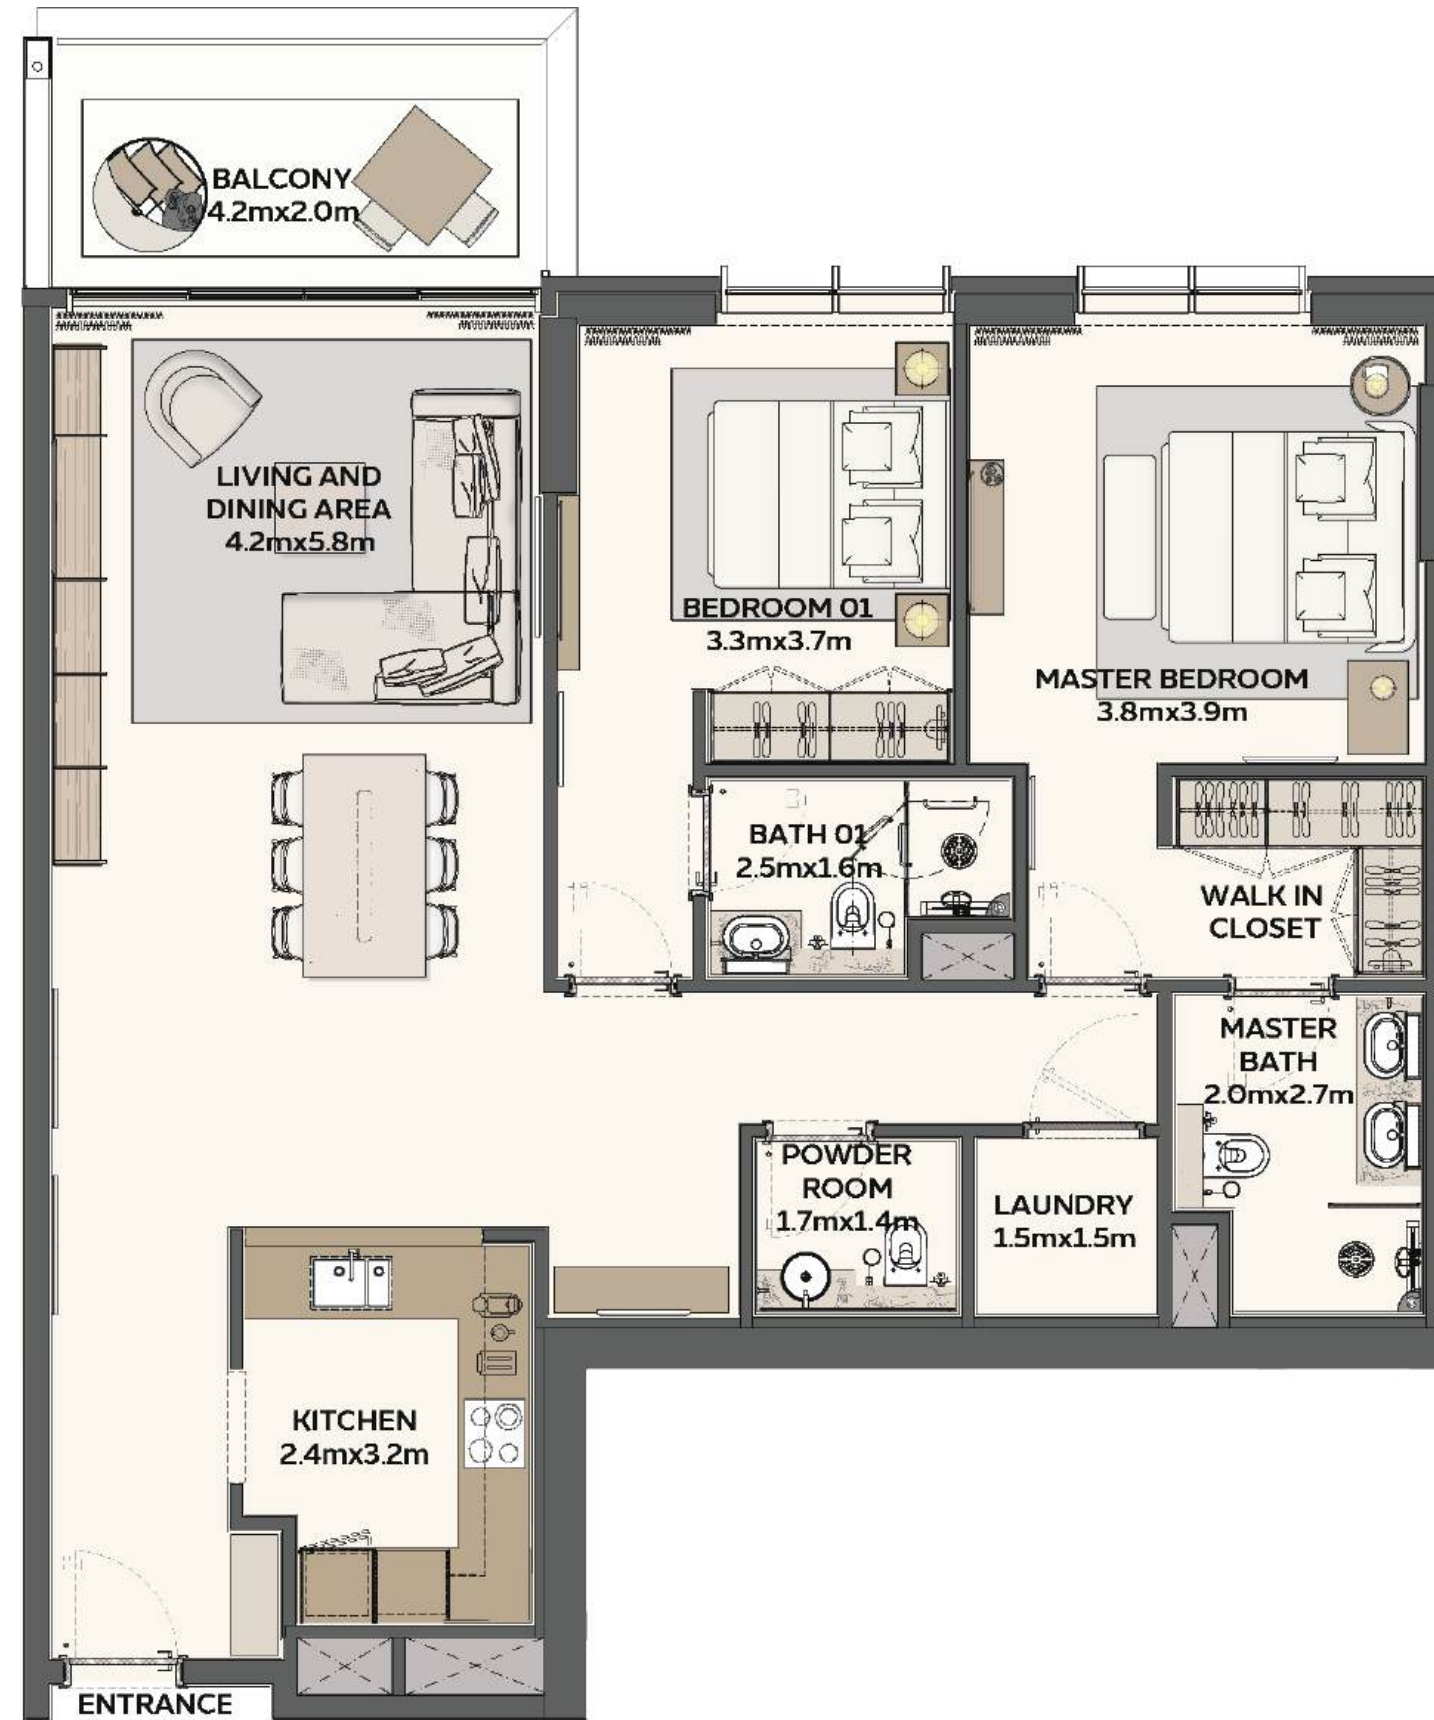 BALCONY
4.2mx2.0m
LIVING AND
DINING AREA
4.2mx5.8m
BEDROOM 01
3.3mx3.7m
MASTER BEDROOM
3.8mx3.9m
BATH 01
2.5mx1.6m
WALK IN
CLOSET
MASTER
BATH
2.0mx2.7m
POWDER
ROOM
1.7mx1.4m
LAUNDRY
1.5mx1.5m
KITCHEN
2.4mx3.2m
ENTRANCE